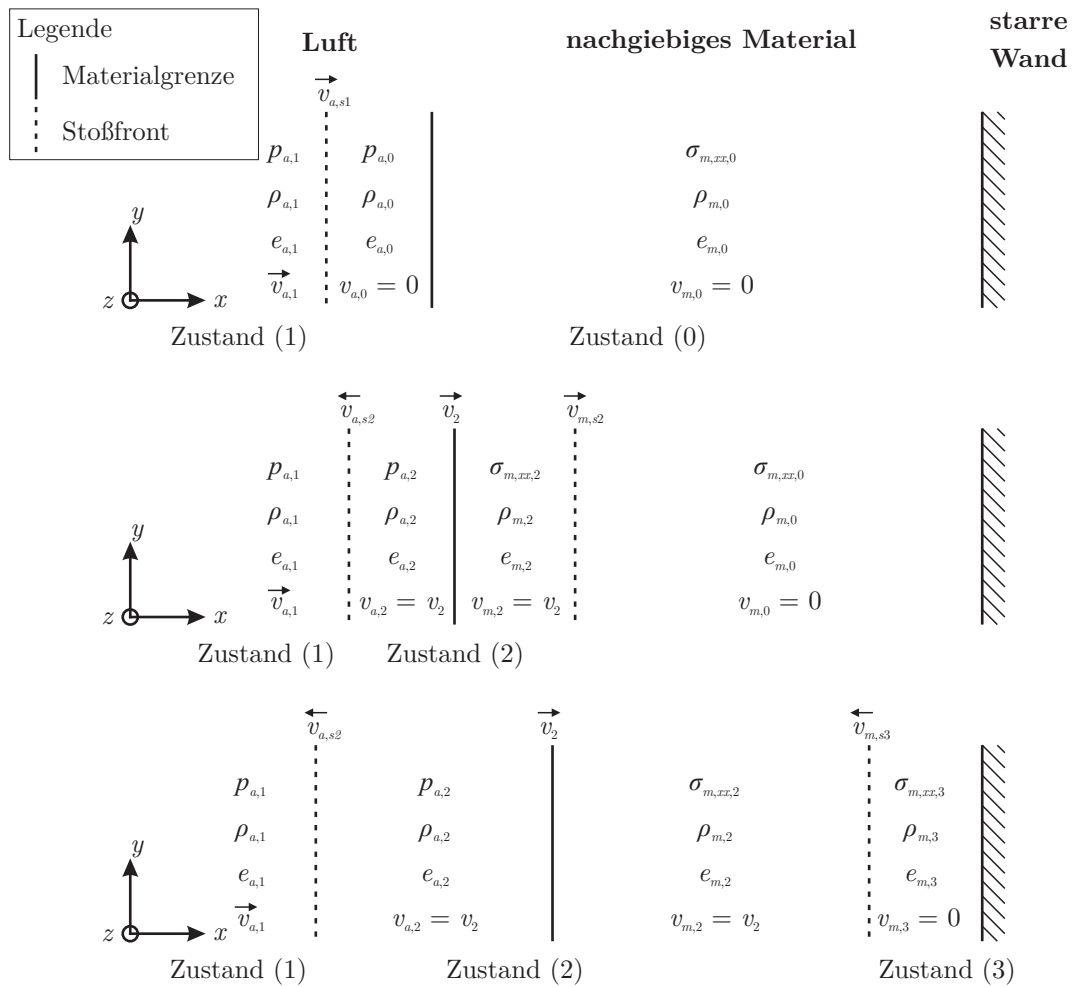 Legende
Materialgrenze
Stoßfront
Luft
nachgiebiges Material
starre
Wand
v_{a,s1}
p_{a,1} p_{a,0} σ_{m,xx,0}
ρ_{a,1} ρ_{a,0} ρ_{m,0}
e_{a,1} e_{a,0} e_{m,0}
v_{a,1} v_{a,0} = 0 v_{m,0} = 0
y
z x
Zustand (1) Zustand (0)
v_{a,s2} v_2 v_{m,s2}
p_{a,1} p_{a,2} σ_{m,xx,2} σ_{m,xx,0}
ρ_{a,1} ρ_{a,2} ρ_{m,2} ρ_{m,0}
e_{a,1} e_{a,2} e_{m,2} e_{m,0}
v_{a,1} v_{a,2} = v_2 v_{m,2} = v_2 v_{m,0} = 0
y
z x
Zustand (1) Zustand (2)
v_{a,s2} v_2 v_{m,s3}
p_{a,1} p_{a,2} σ_{m,xx,2} σ_{m,xx,3}
ρ_{a,1} ρ_{a,2} ρ_{m,2} ρ_{m,3}
e_{a,1} e_{a,2} e_{m,2} e_{m,3}
v_{a,1} v_{a,2} = v_2 v_{m,2} = v_2 v_{m,3} = 0
y
z x
Zustand (1) Zustand (2) Zustand (3)